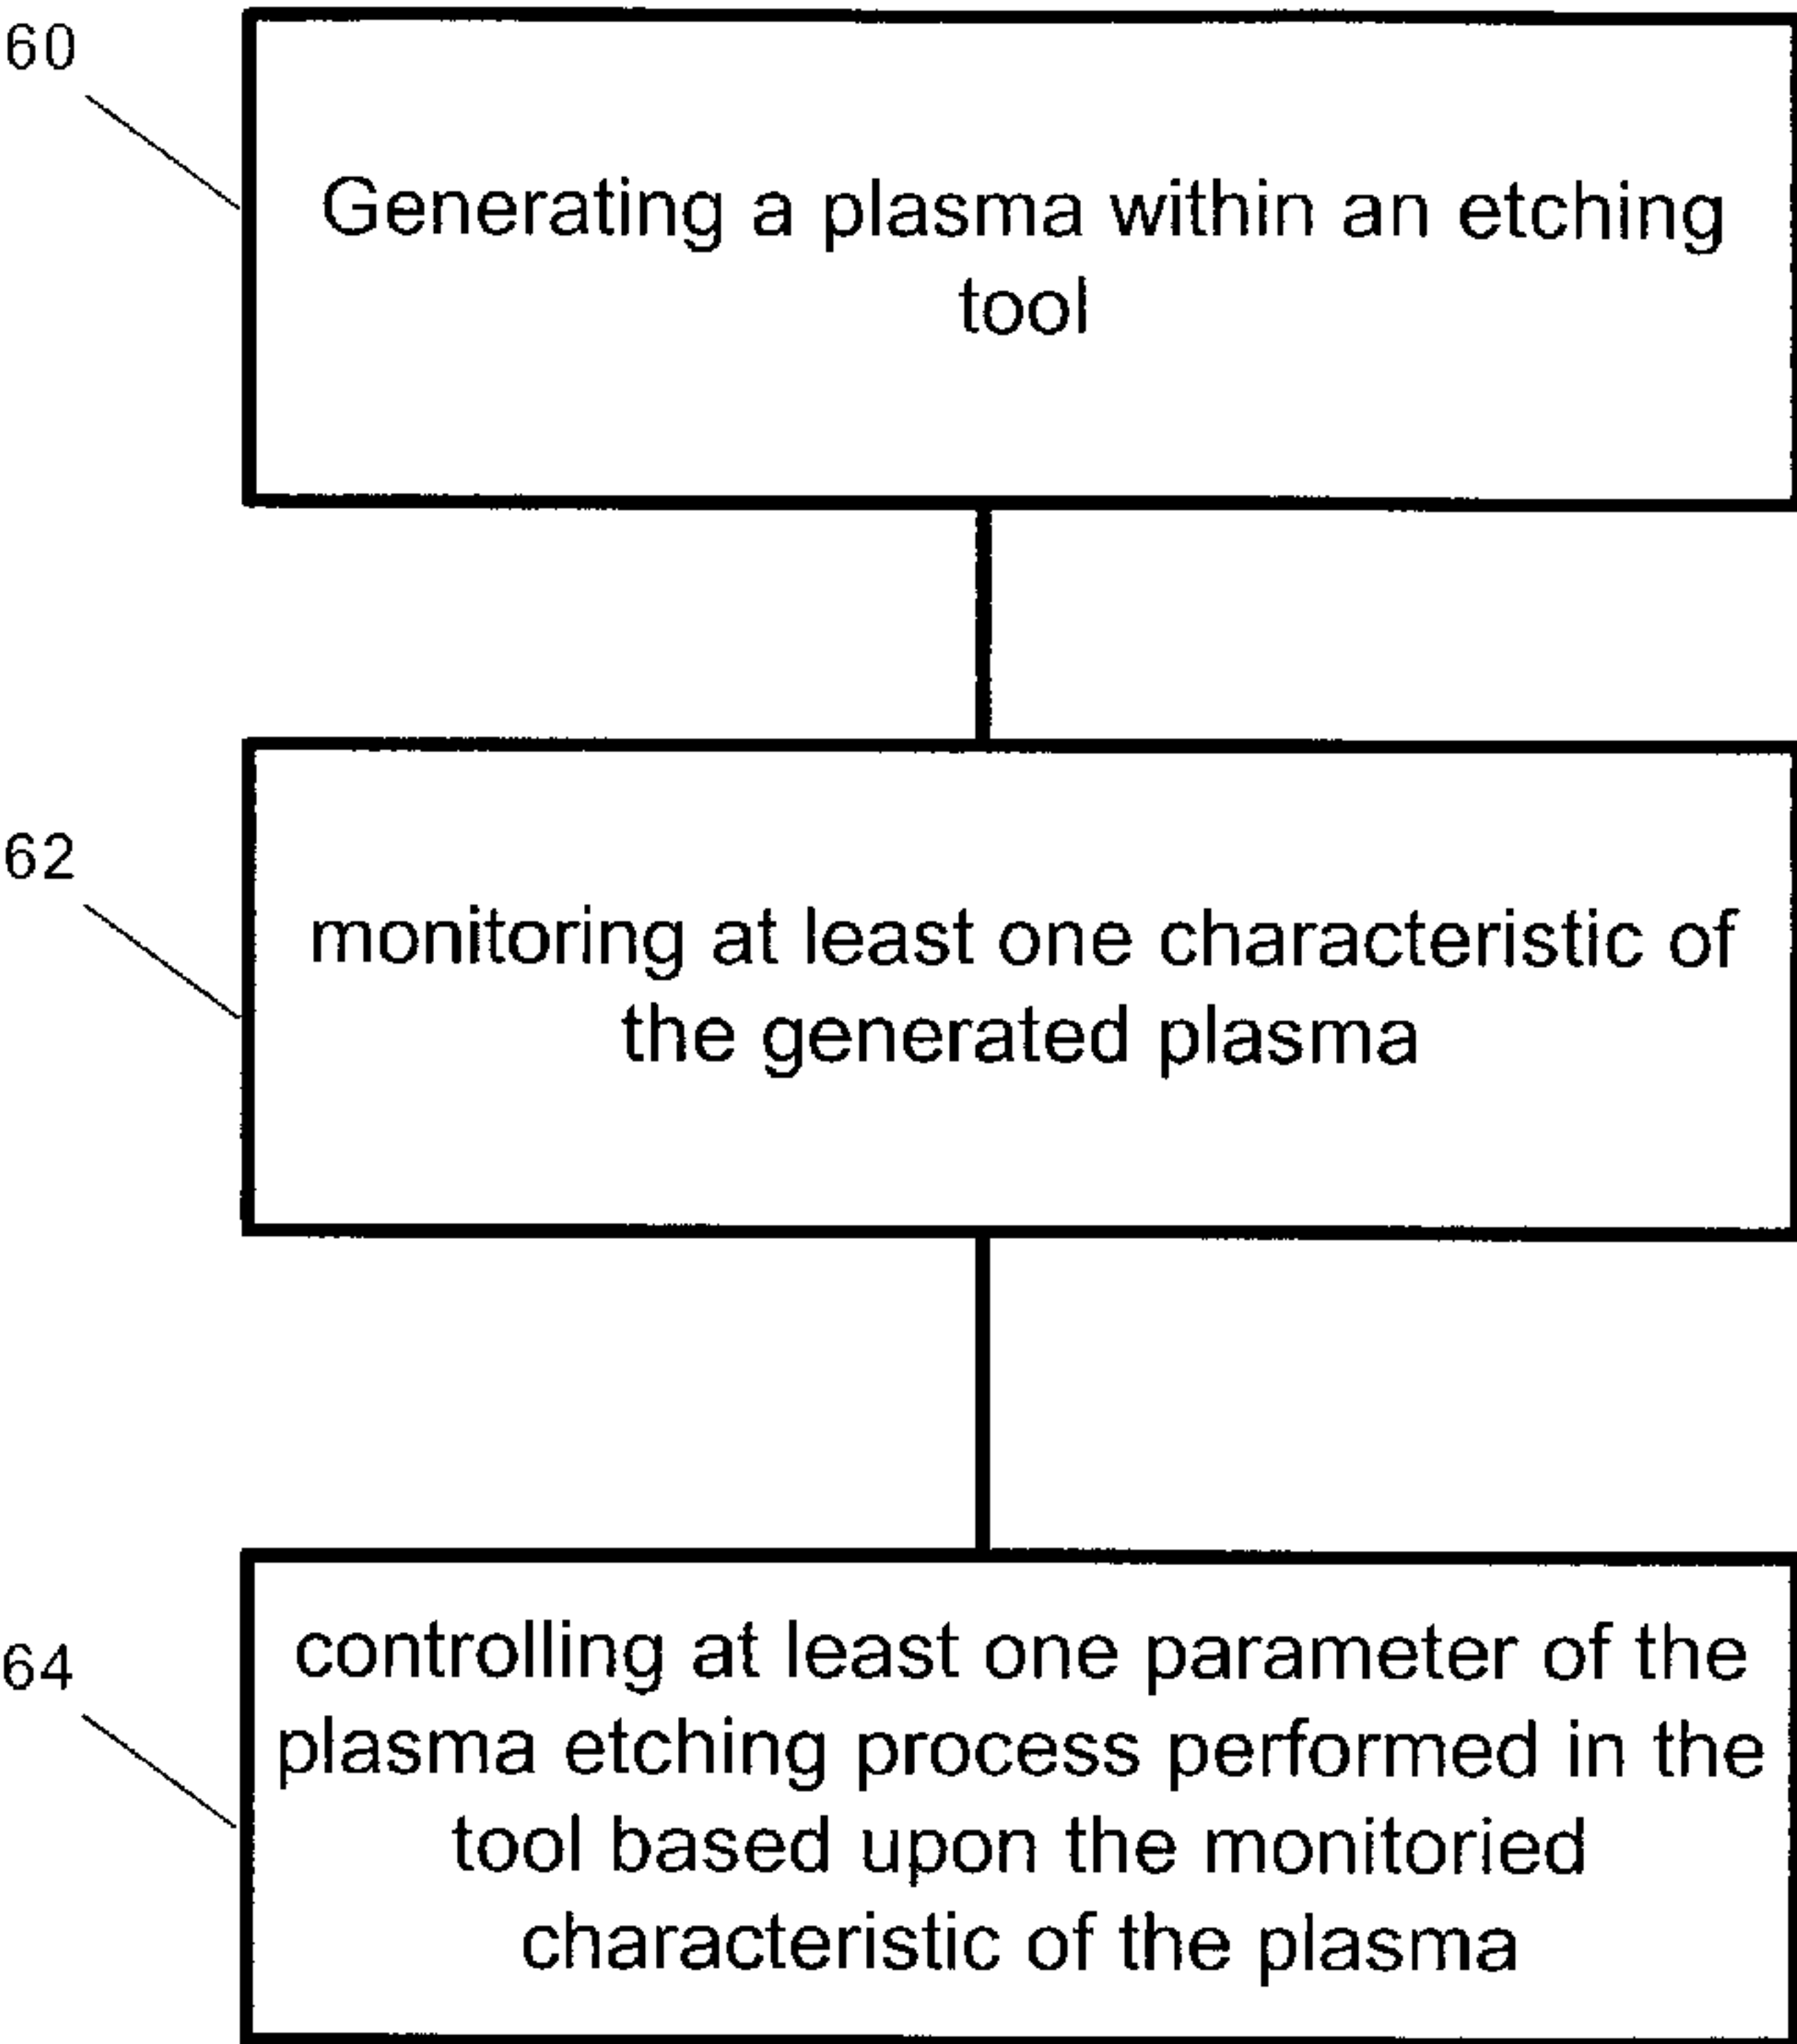 60
Generating a plasma within an etching
tool
62
monitoring at least one characteristic of
the generated plasma
64
controlling at least one parameter of the
plasma etching process performed in the
tool based upon the monitoried
characteristic of the plasma